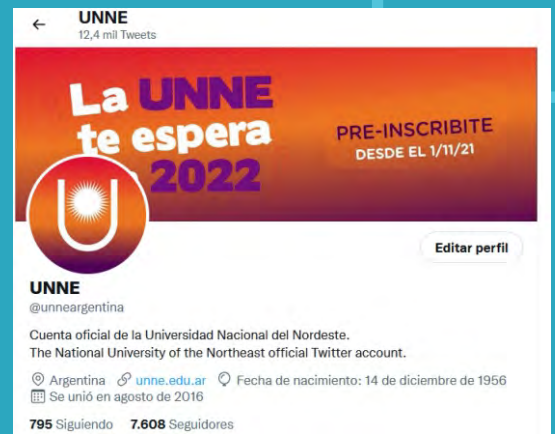 UNNE
12,4 mil Tweets
La UNNE
te espera
2022
PRE-INSCRIBITE
DESDE EL 1/11/21
Editar perfil
UNNE
@unneargentina
Cuenta oficial de la Universidad Nacional del Nordeste.
The National University of the Northeast official Twitter account.
Argentina unne.edu.ar Fecha de nacimiento: 14 de diciembre de 1956
Se unió en agosto de 2016
795 Siguiendo 7.608 Seguidores